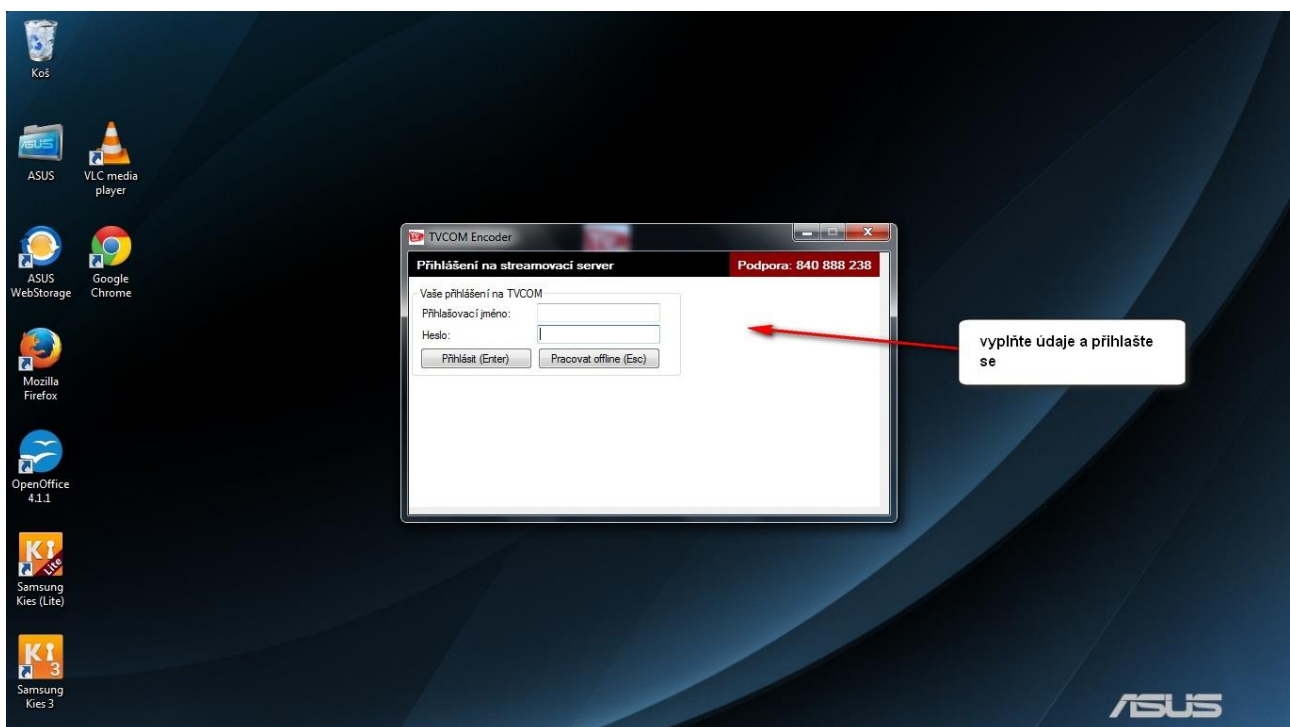 Koš
ASUS
VLC media
player
ASUS
WebStorage
Google
Chrome
Mozilla
Firefox
OpenOffice
4.1.1
Samsung
Kies (Lite)
Samsung
Kies 3
TVCOM Encoder
Přihlášení na streamovací server
Podpora: 840 888 238
Vaše přihlášení na TVCOM
Přihlašovací jméno:
Heslo:
Přihlásit (Enter)
Pracovat offline (Esc)
vyplňte údaje a přihlašte
se
ASUS